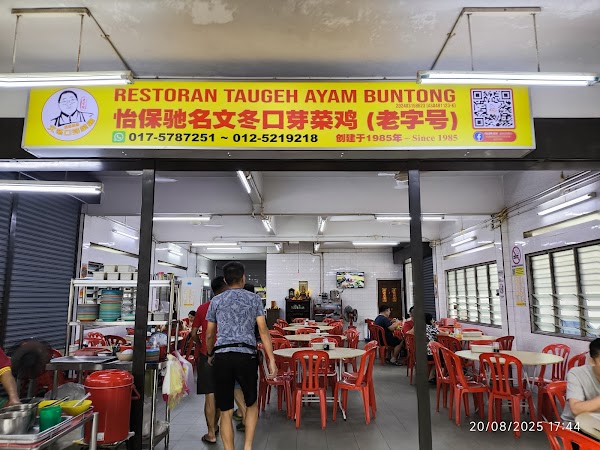 RESTORAN TAUGEH AYAM BUNTONG
怡保驰名文冬口芽菜鸡 (老字号)
017-5787251 ~ 012-5219218 创建于1985年 – Since 1985
20/08/2025 17:44